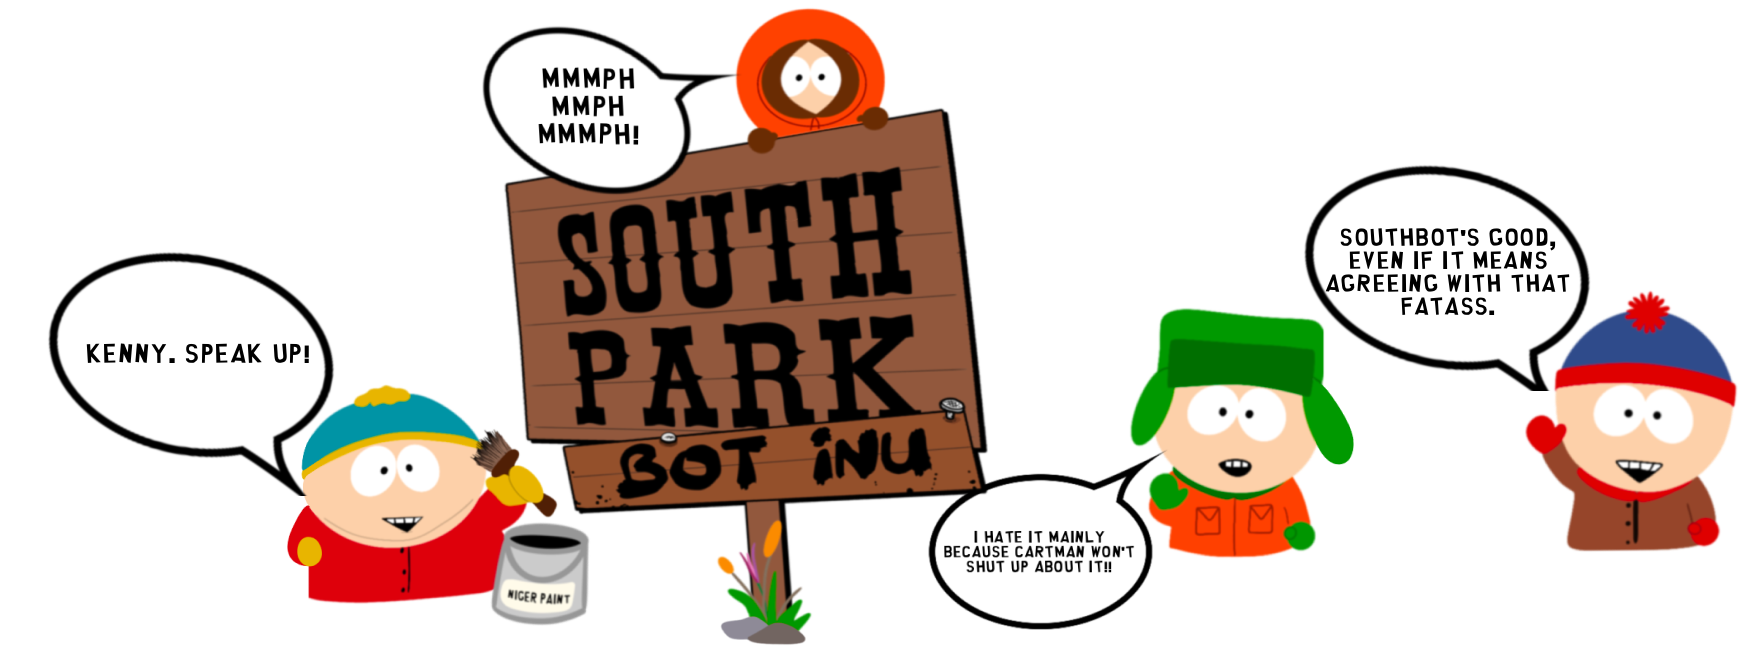 MMMPH
MMPH
MMMPH!
SOUTH
PARK
BOT INU
KENNY. SPEAK UP!
NIGER PAINT
I HATE IT MAINLY
BECAUSE CARTMAN WON'T
SHUT UP ABOUT IT!!
SOUTHBOT'S GOOD,
EVEN IF IT MEANS
AGREEING WITH THAT
FATASS.